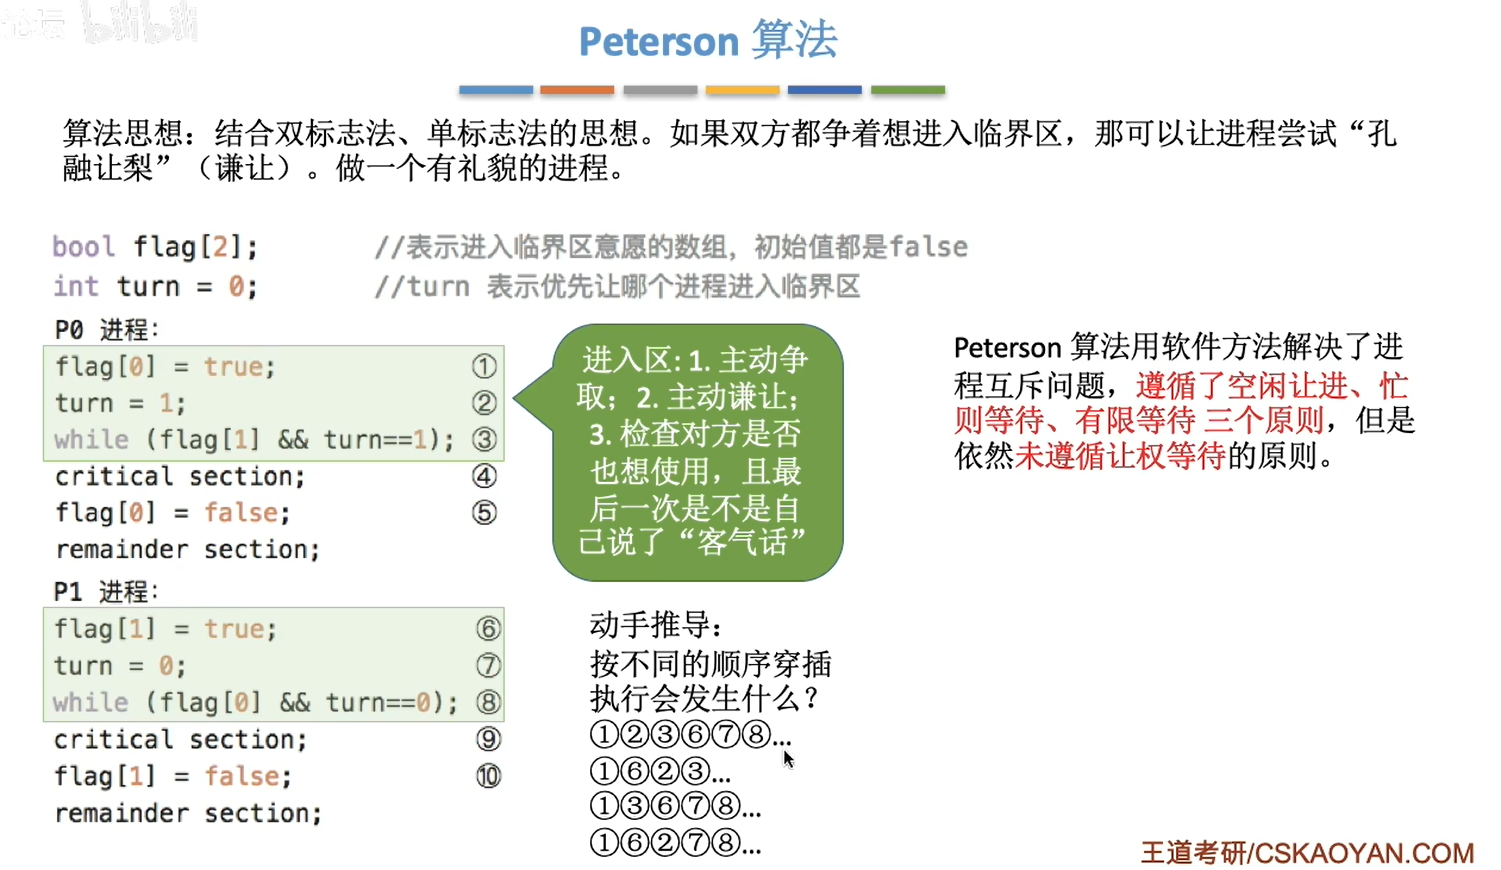 bilibili
Peterson 算法
算法思想：结合双标志法、单标志法的思想。如果双方都争着想进入临界区，那可以让进程尝试“孔
融让梨”（谦让）。做一个有礼貌的进程。
bool flag[2]; //表示进入临界区意愿的数组，初始值都是false
int turn = 0; //turn 表示优先让哪个进程进入临界区
P0 进程：
flag[0] = true; ①
turn = 1; ②
while (flag[1] && turn==1); ③
critical section; ④
flag[0] = false; ⑤
remainder section;
P1 进程：
flag[1] = true; ⑥
turn = 0; ⑦
while (flag[0] && turn==0); ⑧
critical section; ⑨
flag[1] = false; ⑩
remainder section;
进入区: 1. 主动争
取；2. 主动谦让；
3. 检查对方是否
也想使用，且最
后一次是不是自
己说了“客气话”
动手推导：
按不同的顺序穿插
执行会发生什么？
①②③⑥⑦⑧...
①⑥②③...
①③⑥⑦⑧...
①⑥②⑦⑧...
Peterson 算法用软件方法解决了进
程互斥问题，遵循了空闲让进、忙
则等待、有限等待 三个原则，但是
依然未遵循让权等待的原则。
王道考研/CSKAOYAN.COM